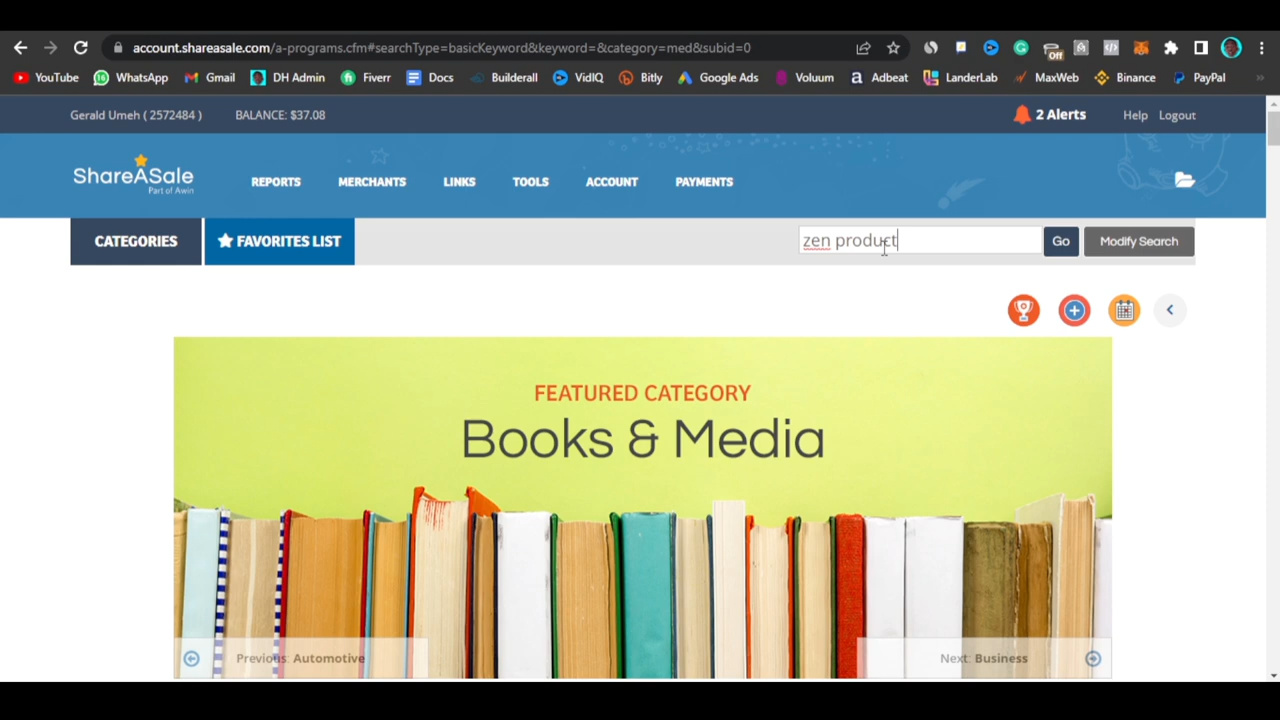 account.shareasale.com/a-programs.cfm#searchType=basicKeyword&keyword=&category=med&subid=0
Off
YouTube WhatsApp Gmail DH Admin Fiverr Docs Builderall VidIQ Bitly Google Ads Voluum Adbeat LanderLab MaxWeb Binance PayPal
Gerald Umeh ( 2572484 ) BALANCE: $37.08 2 Alerts Help Logout
ShareASale
Part of Awin
REPORTS MERCHANTS LINKS TOOLS ACCOUNT PAYMENTS
CATEGORIES FAVORITES LIST zen product Go Modify Search
FEATURED CATEGORY
Books & Media
Previous: Automotive Next: Business